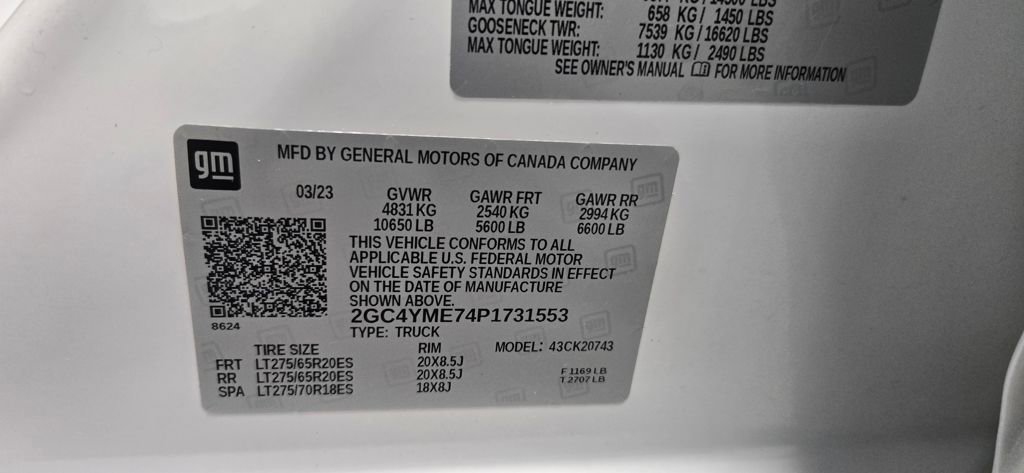 LBS
MAX TONGUE WEIGHT: 658 KG / 1450 LBS
GOOSENECK TWR: 7539 KG / 16620 LBS
MAX TONGUE WEIGHT: 1130 KG / 2490 LBS
SEE OWNER'S MANUAL FOR MORE INFORMATION
gm
MFD BY GENERAL MOTORS OF CANADA COMPANY
03/23 GVWR GAWR FRT GAWR RR
4831 KG 2540 KG 2994 KG
10650 LB 5600 LB 6600 LB
THIS VEHICLE CONFORMS TO ALL
APPLICABLE U.S. FEDERAL MOTOR
VEHICLE SAFETY STANDARDS IN EFFECT
ON THE DATE OF MANUFACTURE
SHOWN ABOVE.
2GC4YME74P1731553
8624
TYPE: TRUCK
TIRE SIZE RIM MODEL: 43CK20743
FRT LT275/65R20ES 20X8.5J
RR LT275/65R20ES 20X8.5J
SPA LT275/70R18ES 18X8J
F 1169 LB
T 2707 LB